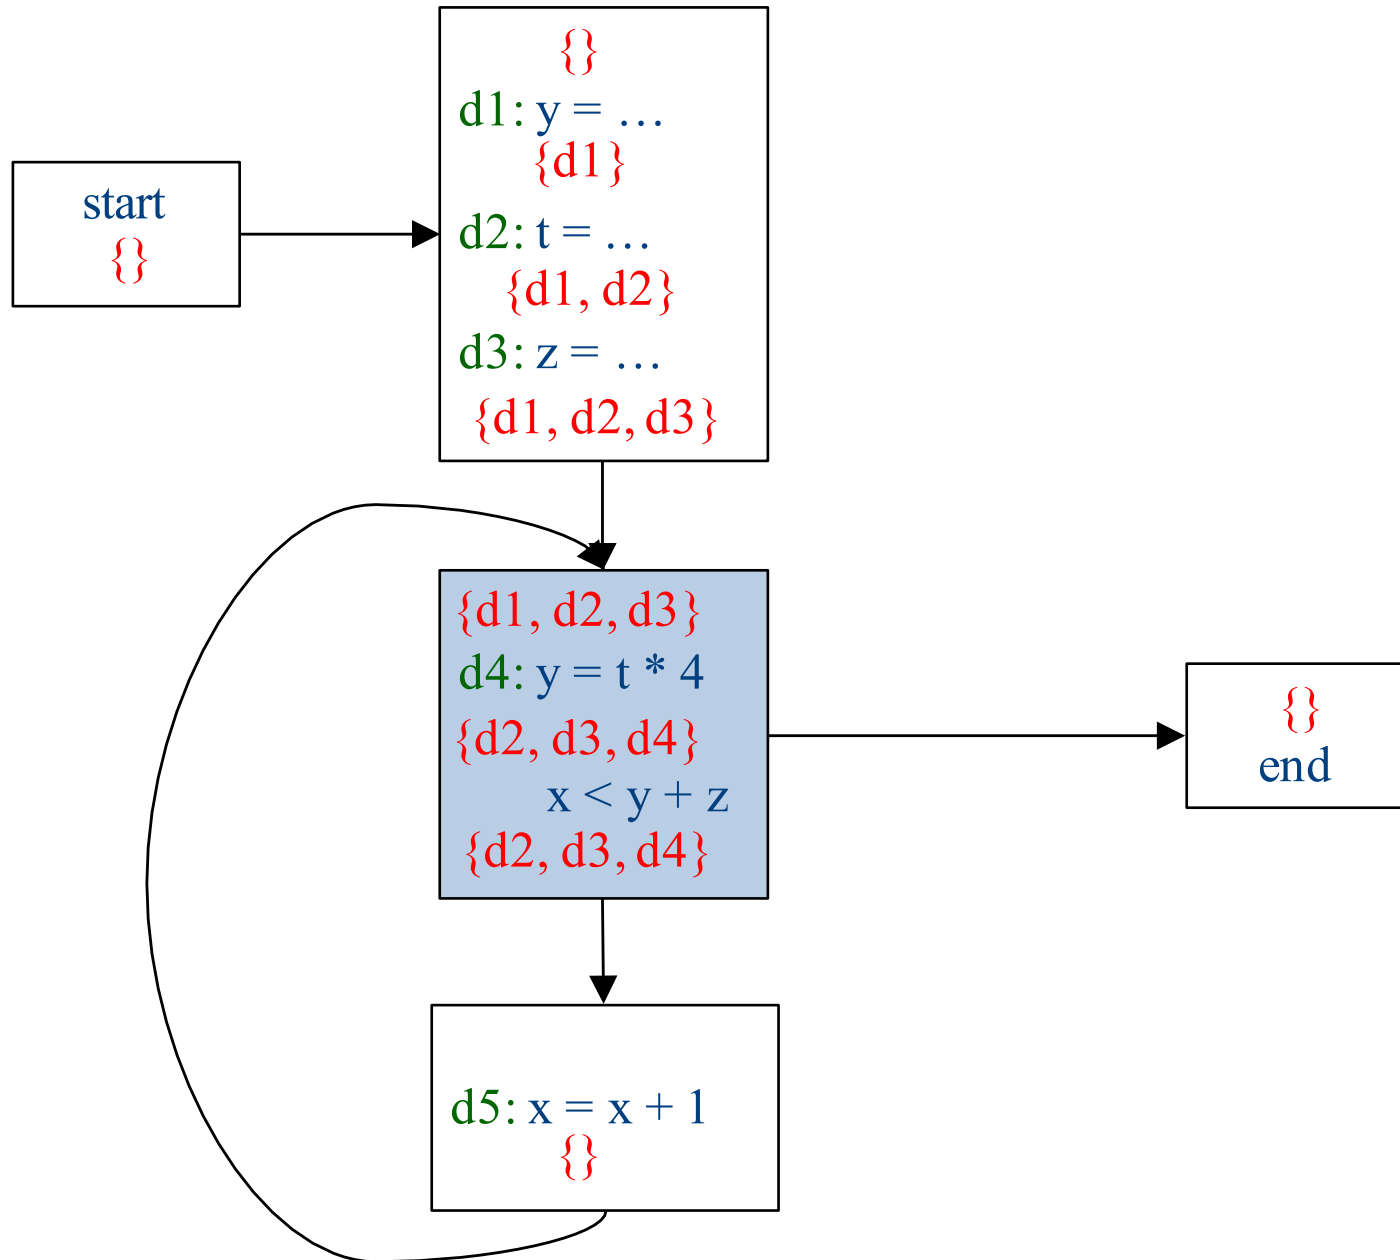 start
{}
{}
d1: y = …
{d1}
d2: t = …
{d1, d2}
d3: z = …
{d1, d2, d3}
{d1, d2, d3}
d4: y = t * 4
{d2, d3, d4}
x < y + z
{d2, d3, d4}
{}
end
d5: x = x + 1
{}